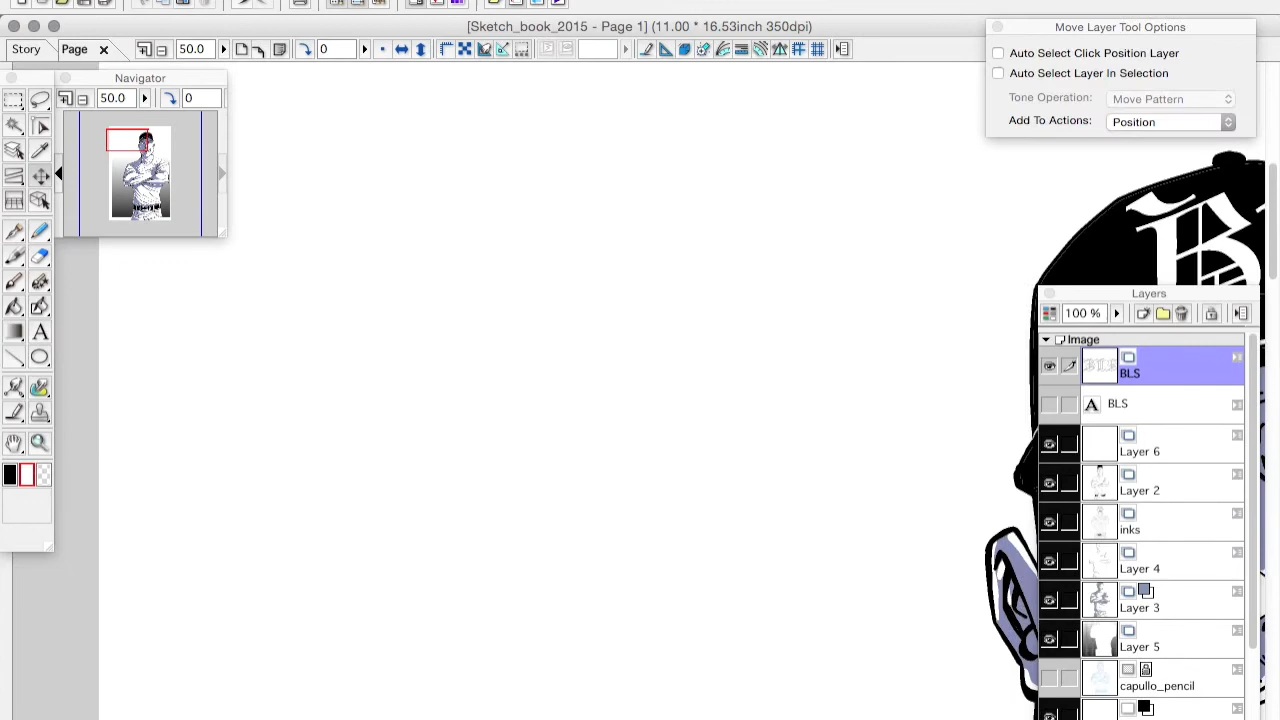 [Sketch_book_2015 - Page 1] (11.00 * 16.53inch 350dpi)
Move Layer Tool Options
Story
Page
50.0
0
Auto Select Click Position Layer
Auto Select Layer In Selection
Tone Operation:
Move Pattern
Add To Actions:
Position
Navigator
50.0
0
B
Layers
100 %
Image
BLS
A
BLS
Layer 6
Layer 2
inks
Layer 4
Layer 3
Layer 5
capullo_pencil
A